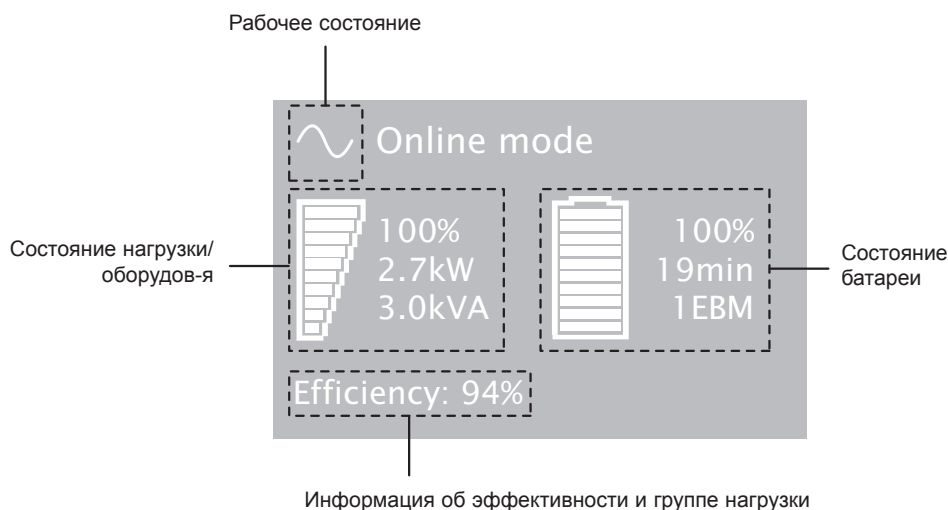 Рабочее состояние
Online mode
Состояние нагрузки/
оборудов-я
100%
2.7kW
3.0kVA
100%
19min
1EBM
Состояние
батареи
Efficiency: 94%
Информация об эффективности и группе нагрузки